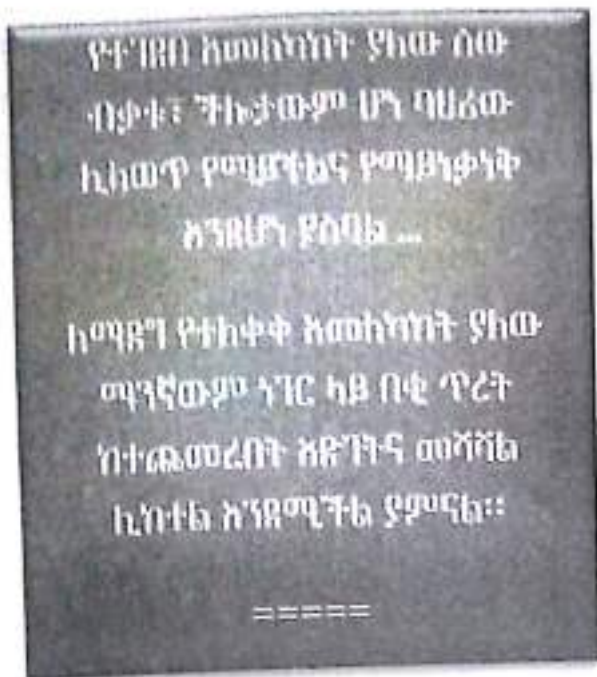 የተገደበ አመለካከት ያለው ሰው
ብቃቱ፣ ችሎታውም ሆነ ባህሪው
ሊለወጥ የማይችልና የማይነቃነቅ
እንደሆነ ያስባል ...
ለማደግ የተለቀቀ አመለካከት ያለው
ማንኛውም ነገር ላይ በቂ ጥረት
ከተጨመረበት እድገትና መሻሻል
ሊከተል እንደሚችል ያምናል።
=====